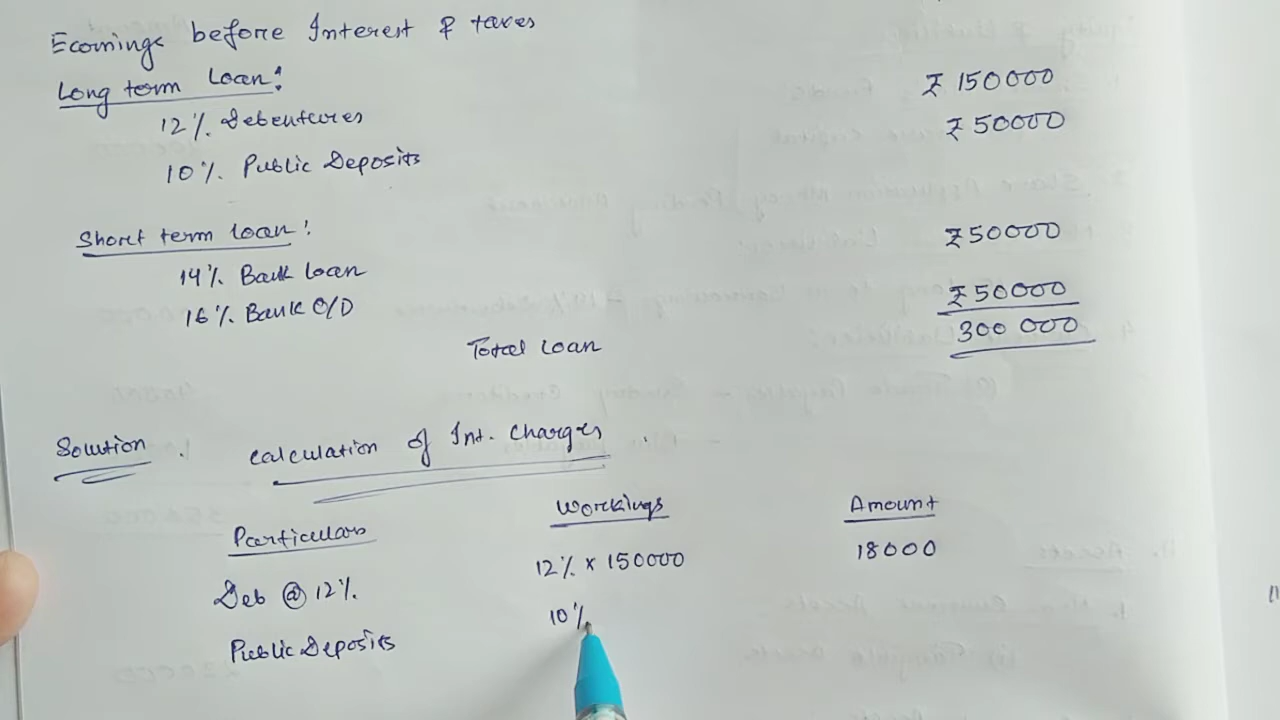 Earnings before Interest & taxes
Long term Loan:
12% Debentures ₹ 150000
10% Public Deposits ₹ 50000
Short term loan:
14% Bank loan ₹ 50000
16% Bank O/D ₹ 50000
Total Loan 300 000
Solution. Calculation of Int. Charges.
Particulars Workings Amount
Deb @ 12% 12% x 150000 18000
Public Deposits 10%